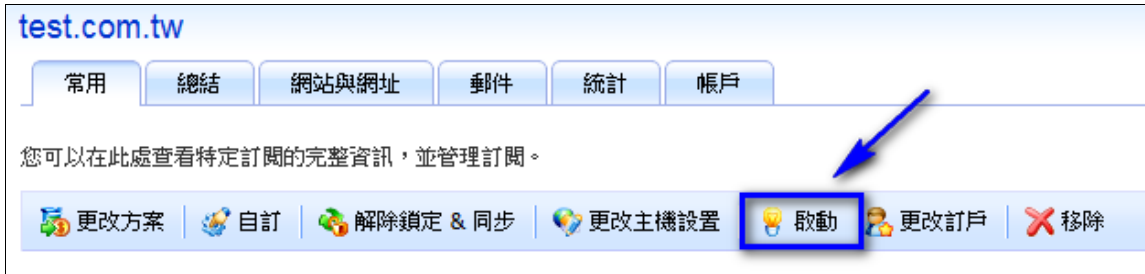 test.com.tw
常用 總結 網站與網址 郵件 統計 帳戶
您可以在此處查看特定訂閱的完整資訊，並管理訂閱。
更改方案 自訂 解除鎖定 & 同步 更改主機設置 啟動 更改訂戶 移除